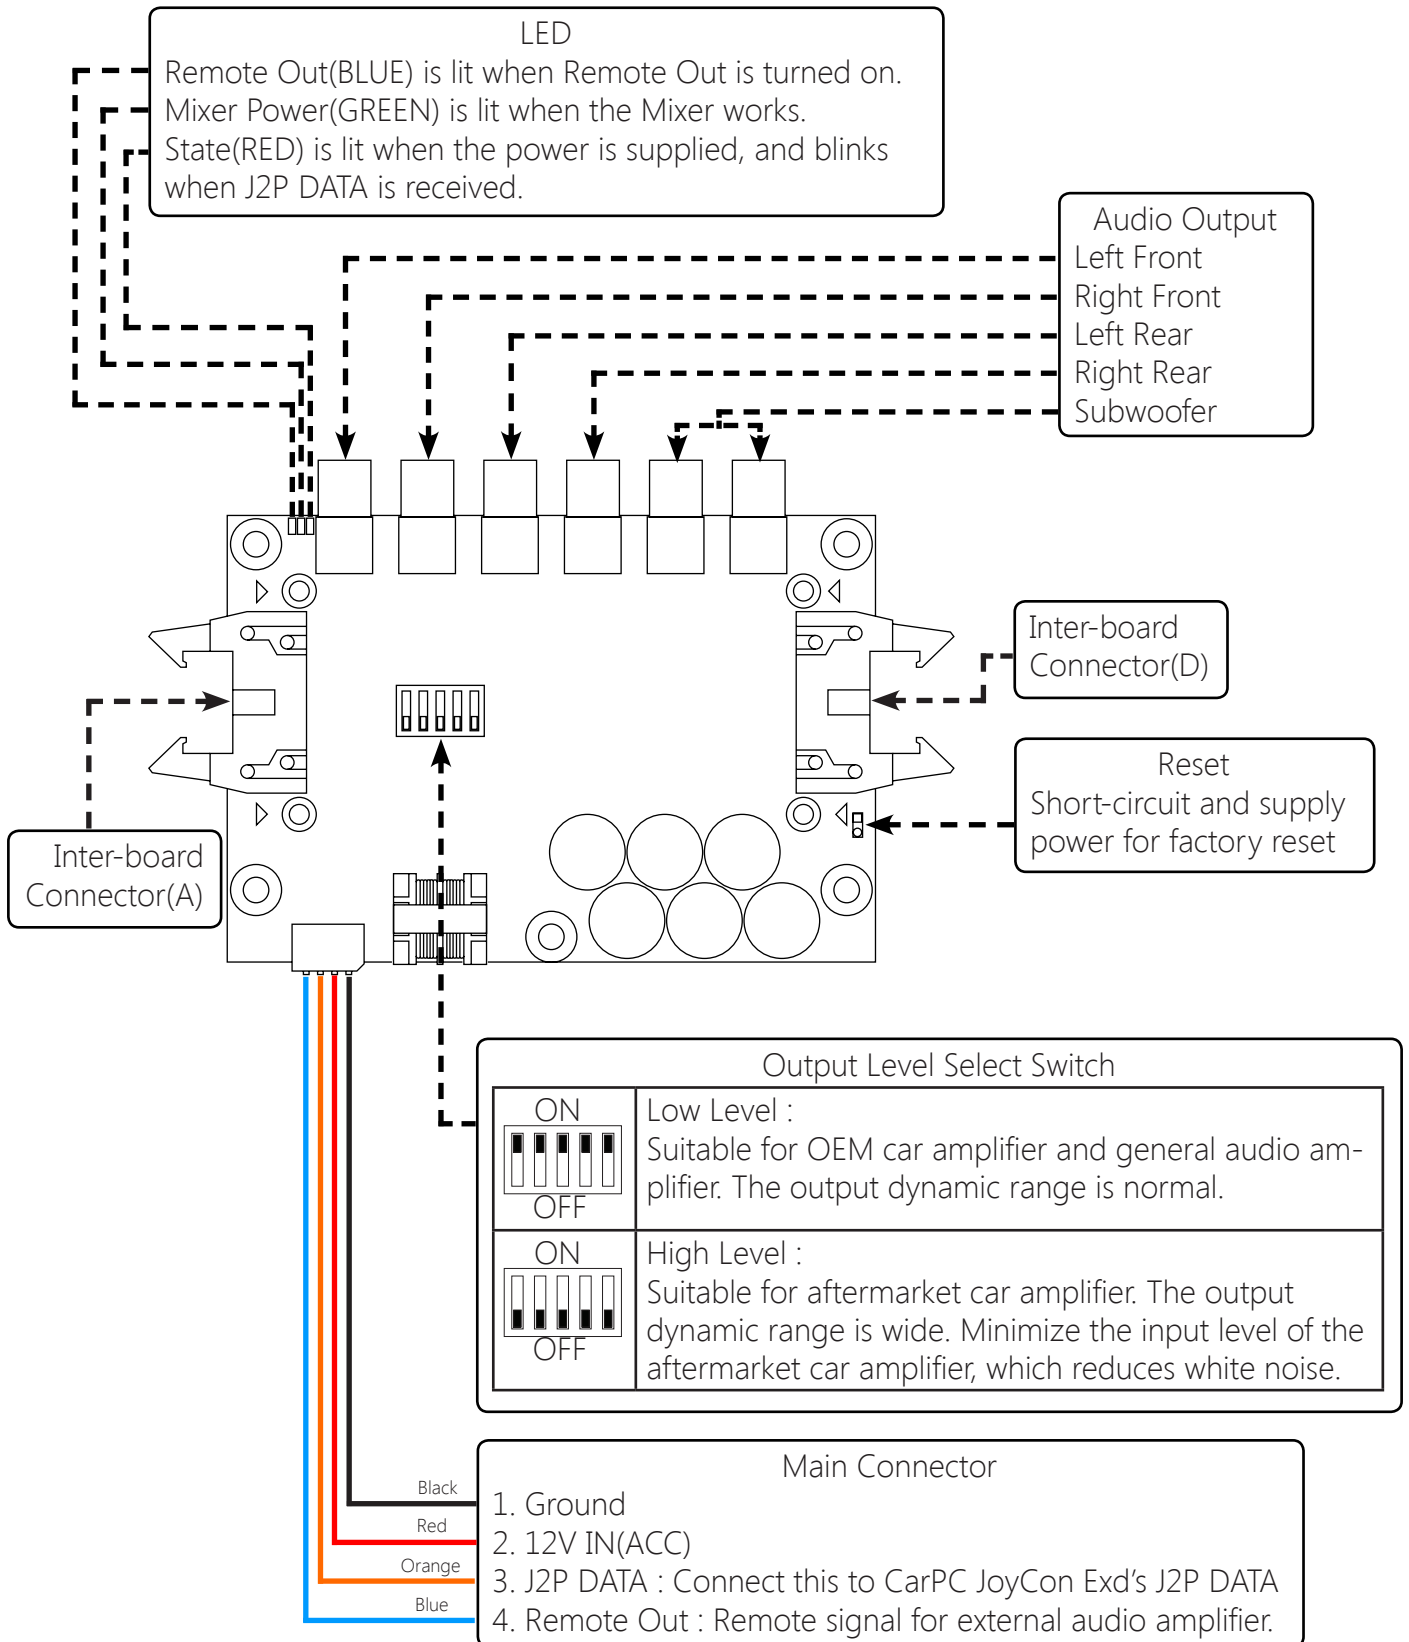 LED
Remote Out(BLUE) is lit when Remote Out is turned on.
Mixer Power(GREEN) is lit when the Mixer works.
State(RED) is lit when the power is supplied, and blinks
when J2P DATA is received.
Audio Output
Left Front
Right Front
Left Rear
Right Rear
Subwoofer
Inter-board
Connector(D)
Reset
Short-circuit and supply
power for factory reset
Inter-board
Connector(A)
Output Level Select Switch
ON
OFF
Low Level :
Suitable for OEM car amplifier and general audio am-
plifier. The output dynamic range is normal.
ON
OFF
High Level :
Suitable for aftermarket car amplifier. The output
dynamic range is wide. Minimize the input level of the
aftermarket car amplifier, which reduces white noise.
Main Connector
Black
1. Ground
Red
2. 12V IN(ACC)
Orange
3. J2P DATA : Connect this to CarPC JoyCon Exd's J2P DATA
Blue
4. Remote Out : Remote signal for external audio amplifier.